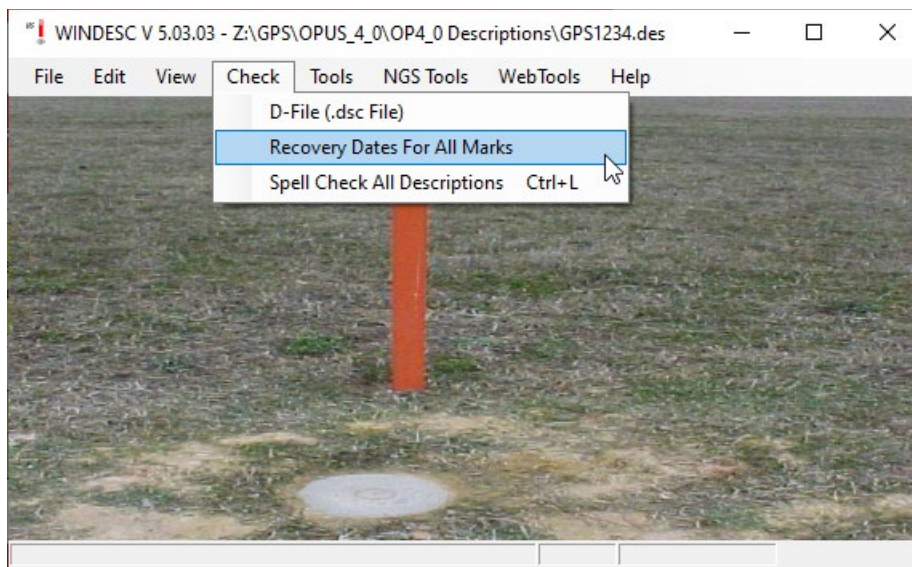 WINDESC V 5.03.03 - Z:\GPS\OPUS_4_0\OP4_0 Descriptions\GPS1234.des
File Edit View Check Tools NGS Tools WebTools Help
D-File (.dsc File)
Recovery Dates For All Marks
Spell Check All Descriptions Ctrl+L